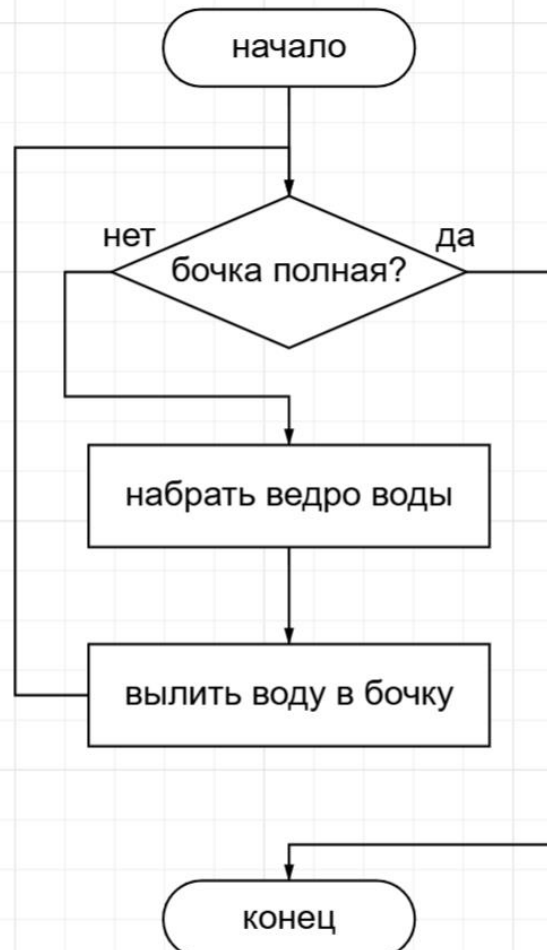 начало
нет
да
бочка полная?
набрать ведро воды
вылить воду в бочку
конец